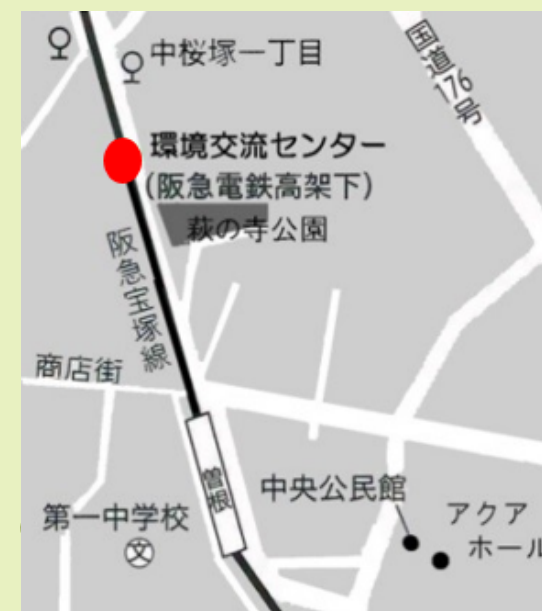 中桜塚一丁目
国道176号
環境交流センター
(阪急電鉄高架下)
萩の寺公園
阪急宝塚線
商店街
曽根
中央公民館
第一中学校
文
アクア
ホール